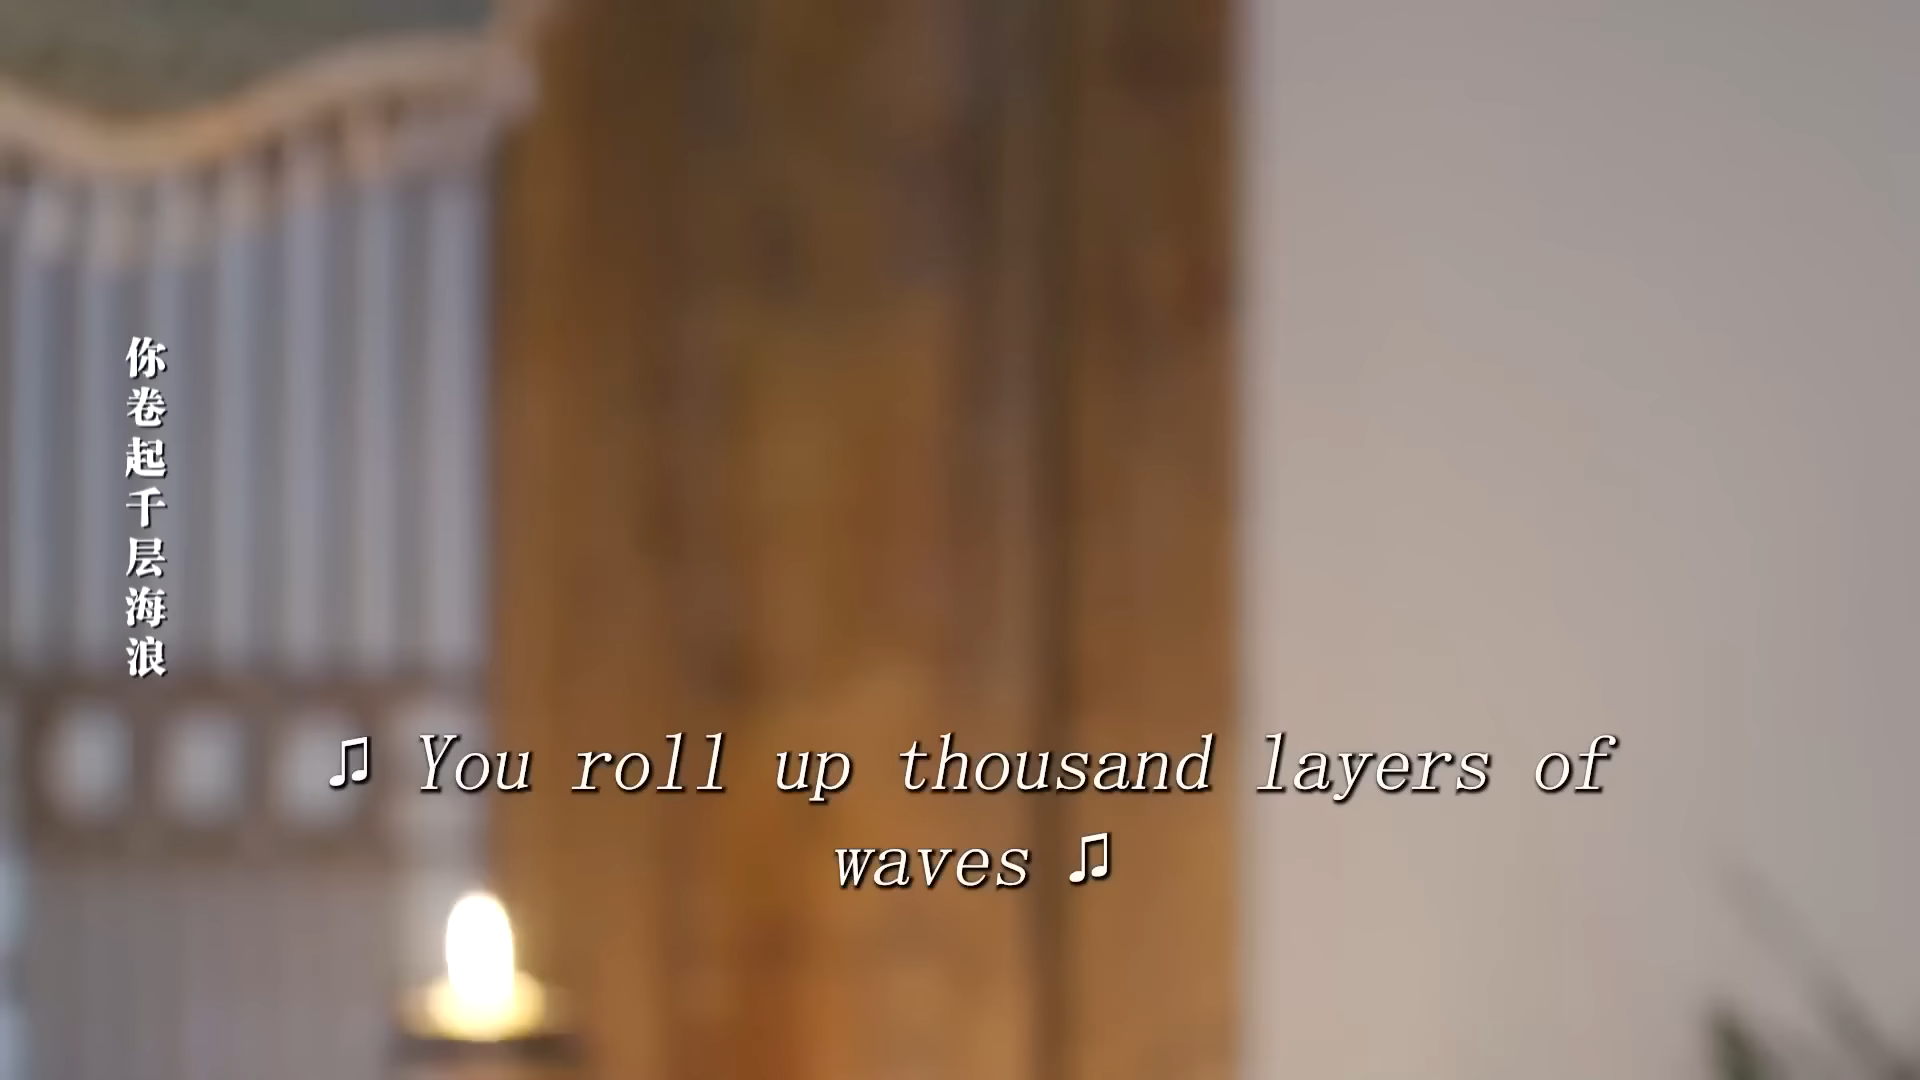 你卷起千层海浪
♫ You roll up thousand layers of
waves ♫